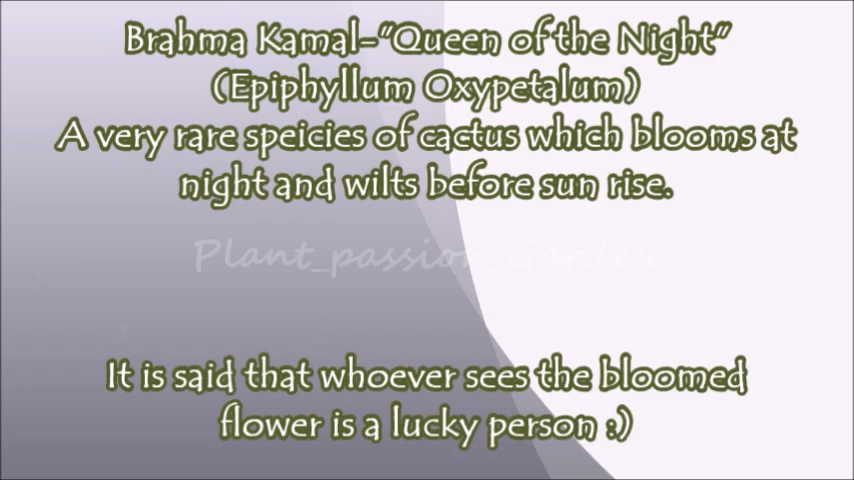 Brahma Kamal-"Queen of the Night"
(Epiphyllum Oxypetalum)
A very rare speicies of cactus which blooms at
night and wilts before sun rise.
Plant_passion_Garden
It is said that whoever sees the bloomed
flower is a lucky person :)